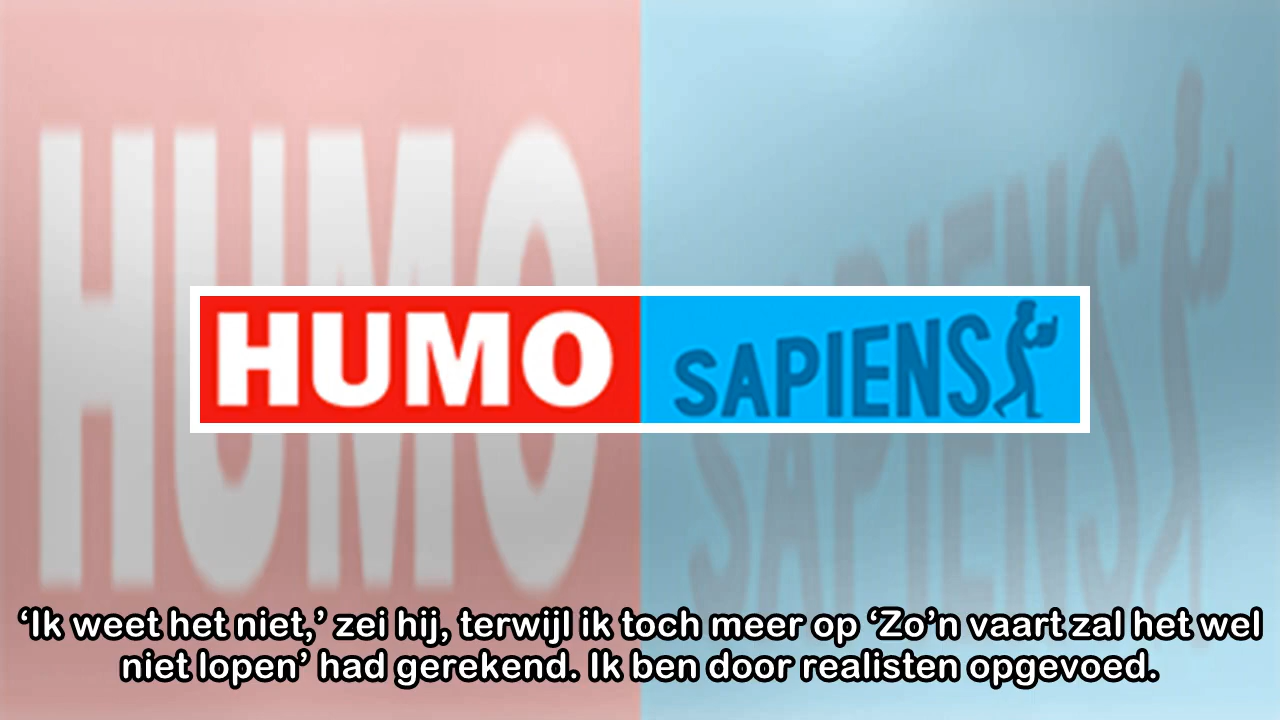 HUMO SAPIENS
HUMO SAPIENS
‘Ik weet het niet,’ zei hij, terwijl ik toch meer op ‘Zo’n vaart zal het wel
niet lopen’ had gerekend. Ik ben door realisten opgevoed.